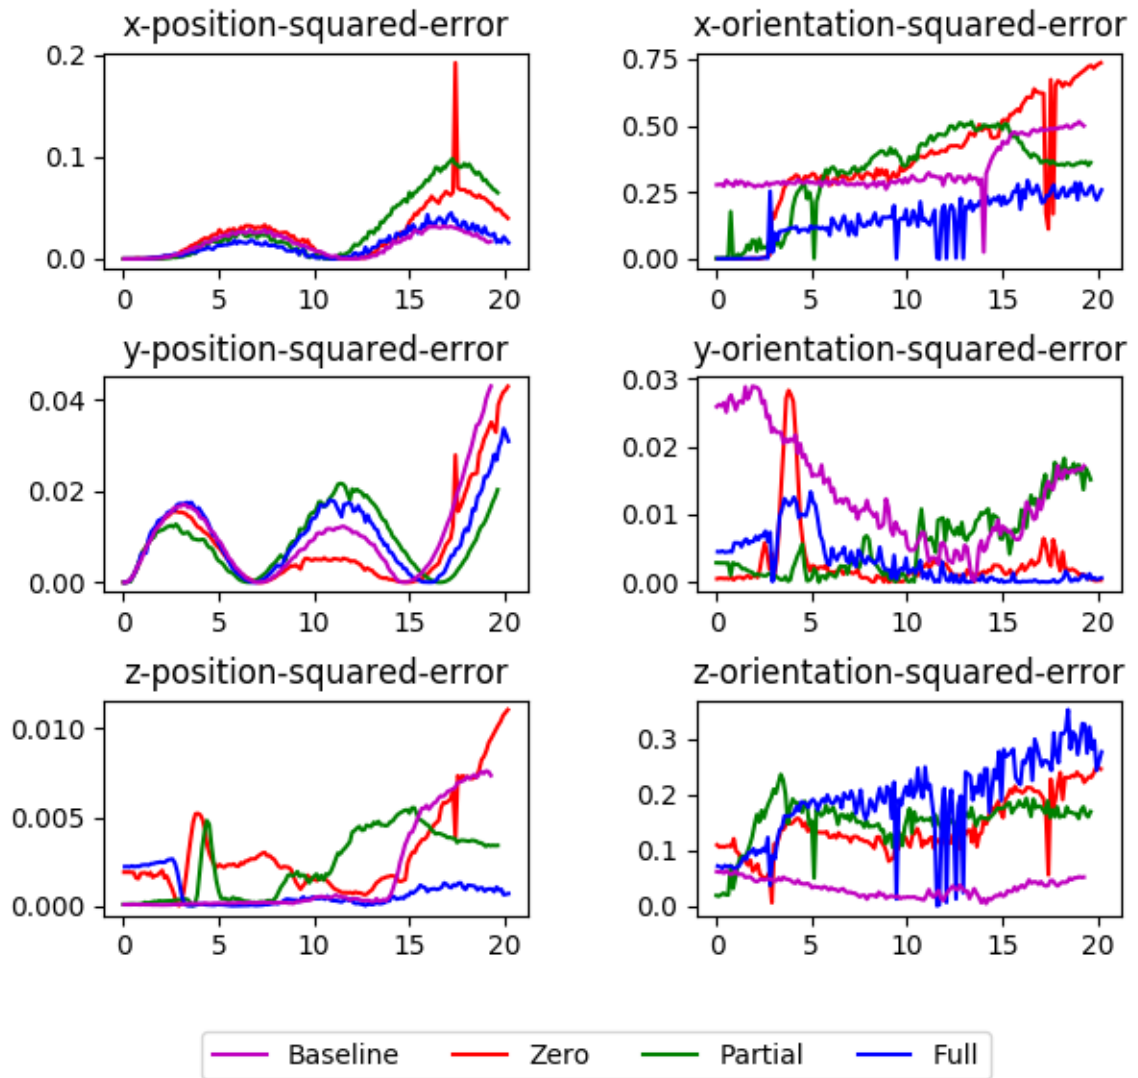 x-position-squared-error
0.2
0.1
0.0
0 5 10 15 20
x-orientation-squared-error
0.75
0.50
0.25
0.00
0 5 10 15 20
y-position-squared-error
0.04
0.02
0.00
0 5 10 15 20
y-orientation-squared-error
0.03
0.02
0.01
0.00
0 5 10 15 20
z-position-squared-error
0.010
0.005
0.000
0 5 10 15 20
z-orientation-squared-error
0.3
0.2
0.1
0.0
0 5 10 15 20
Baseline Zero Partial Full